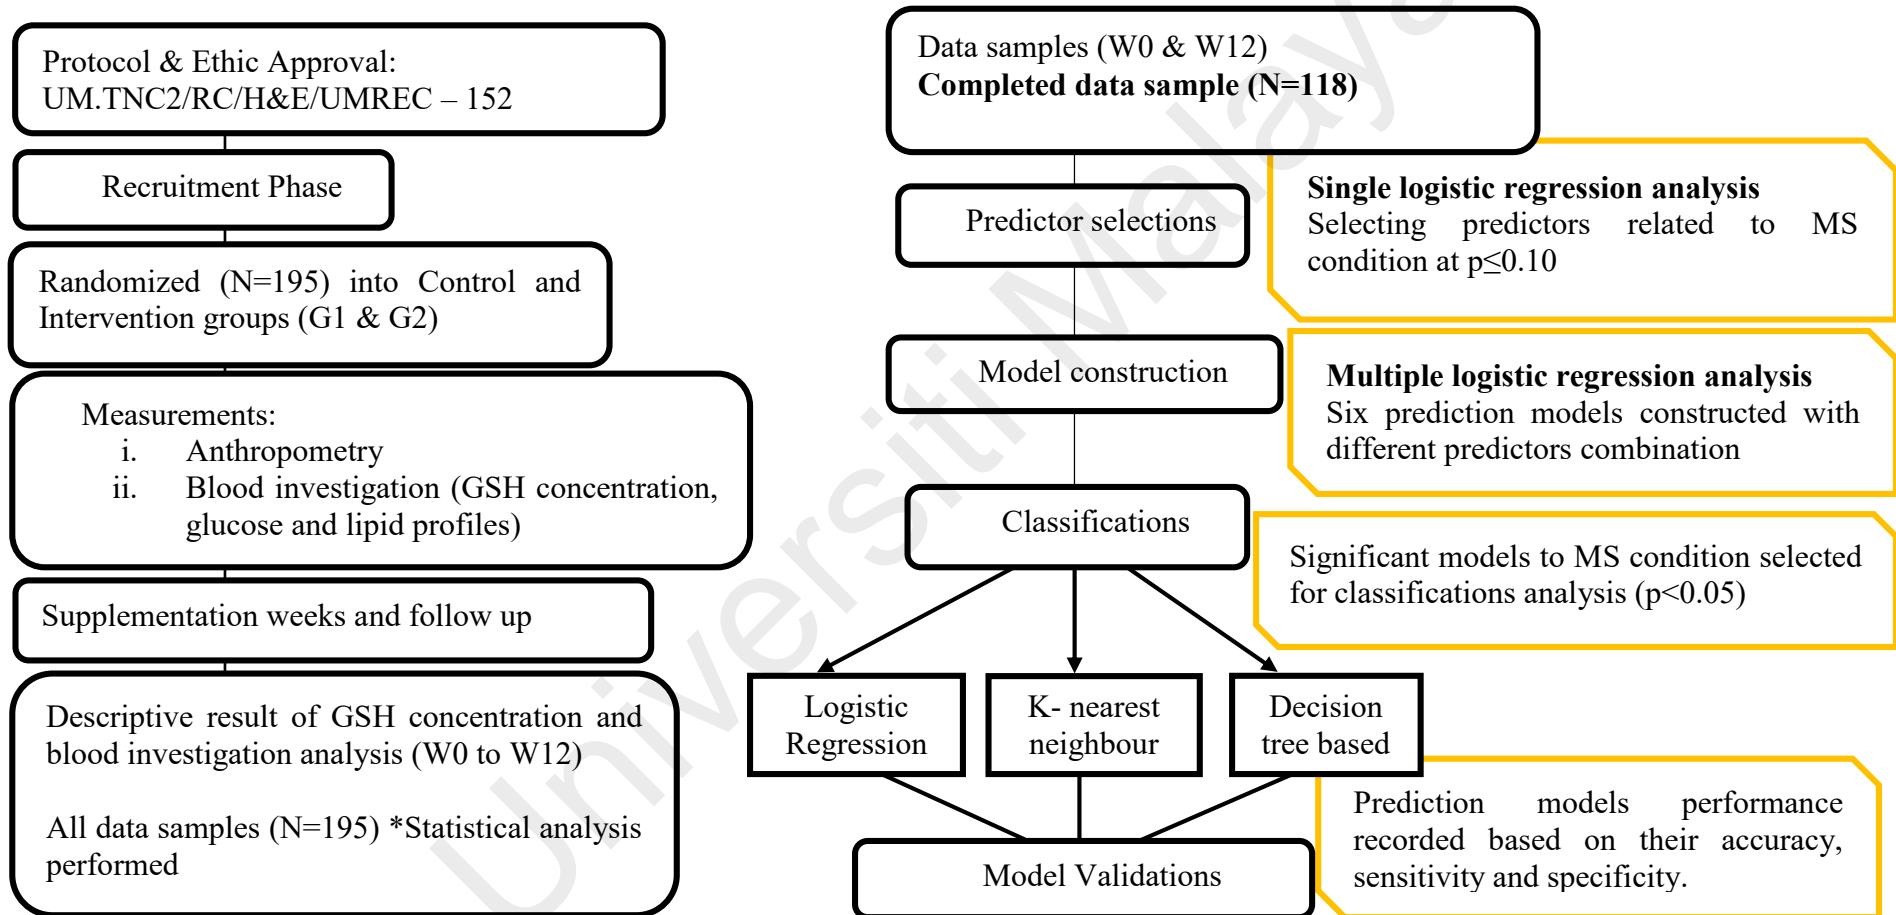 Protocol & Ethic Approval:
UM.TNC2/RC/H&E/UMREC – 152
Recruitment Phase
Randomized (N=195) into Control and
Intervention groups (G1 & G2)
Measurements:
i. Anthropometry
ii. Blood investigation (GSH concentration,
glucose and lipid profiles)
Supplementation weeks and follow up
Descriptive result of GSH concentration and
blood investigation analysis (W0 to W12)
All data samples (N=195) *Statistical analysis
performed
Data samples (W0 & W12)
Completed data sample (N=118)
Predictor selections
Single logistic regression analysis
Selecting predictors related to MS
condition at p≤0.10
Model construction
Multiple logistic regression analysis
Six prediction models constructed with
different predictors combination
Classifications
Significant models to MS condition selected
for classifications analysis (p<0.05)
Logistic
Regression
K- nearest
neighbour
Decision
tree based
Prediction models performance
recorded based on their accuracy,
sensitivity and specificity.
Model Validations
Universiti Malaya